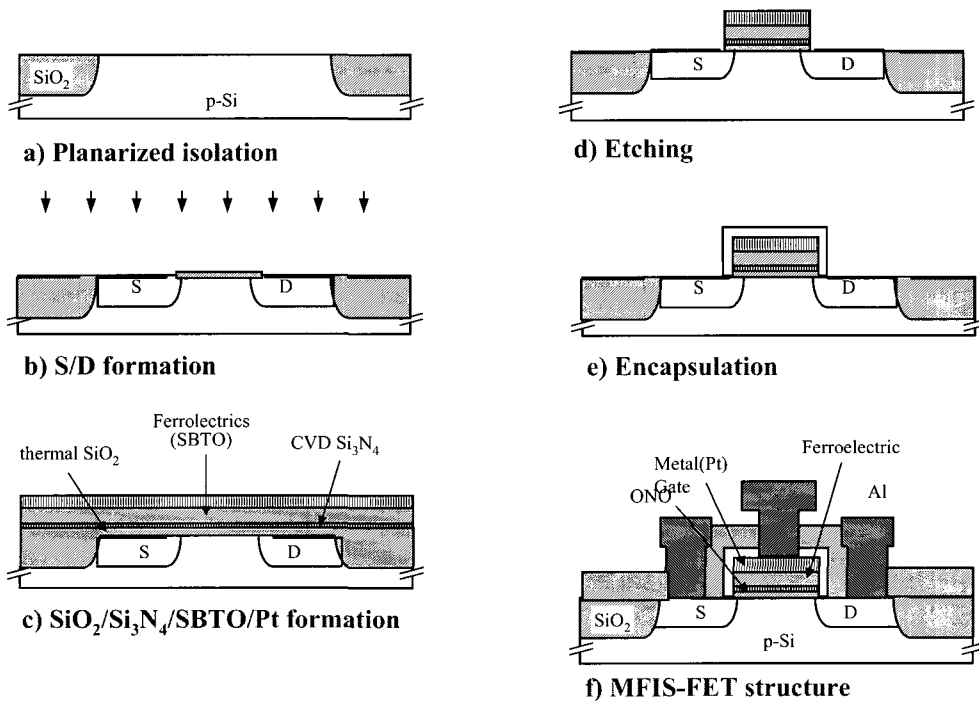 SiO2
p-Si
a) Planarized isolation
S
D
b) S/D formation
Ferrolectrics
(SBTO)
thermal SiO2
CVD Si3N4
S
D
c) SiO2/Si3N4/SBTO/Pt formation
S
D
d) Etching
S
D
e) Encapsulation
Ferroelectric
Metal(Pt)
Gate
ONO
Al
SiO2
S
D
p-Si
f) MFIS-FET structure